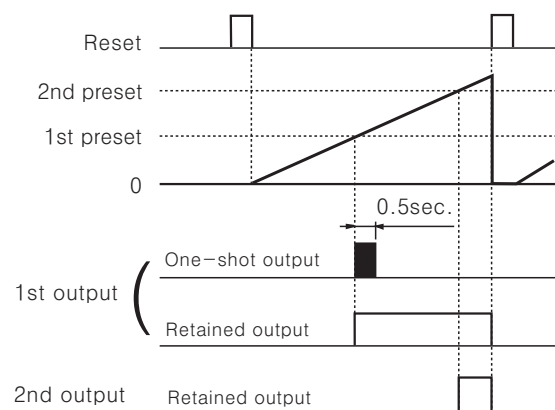 Reset
2nd preset
1st preset
0
0.5sec.
One-shot output
1st output
Retained output
2nd output Retained output